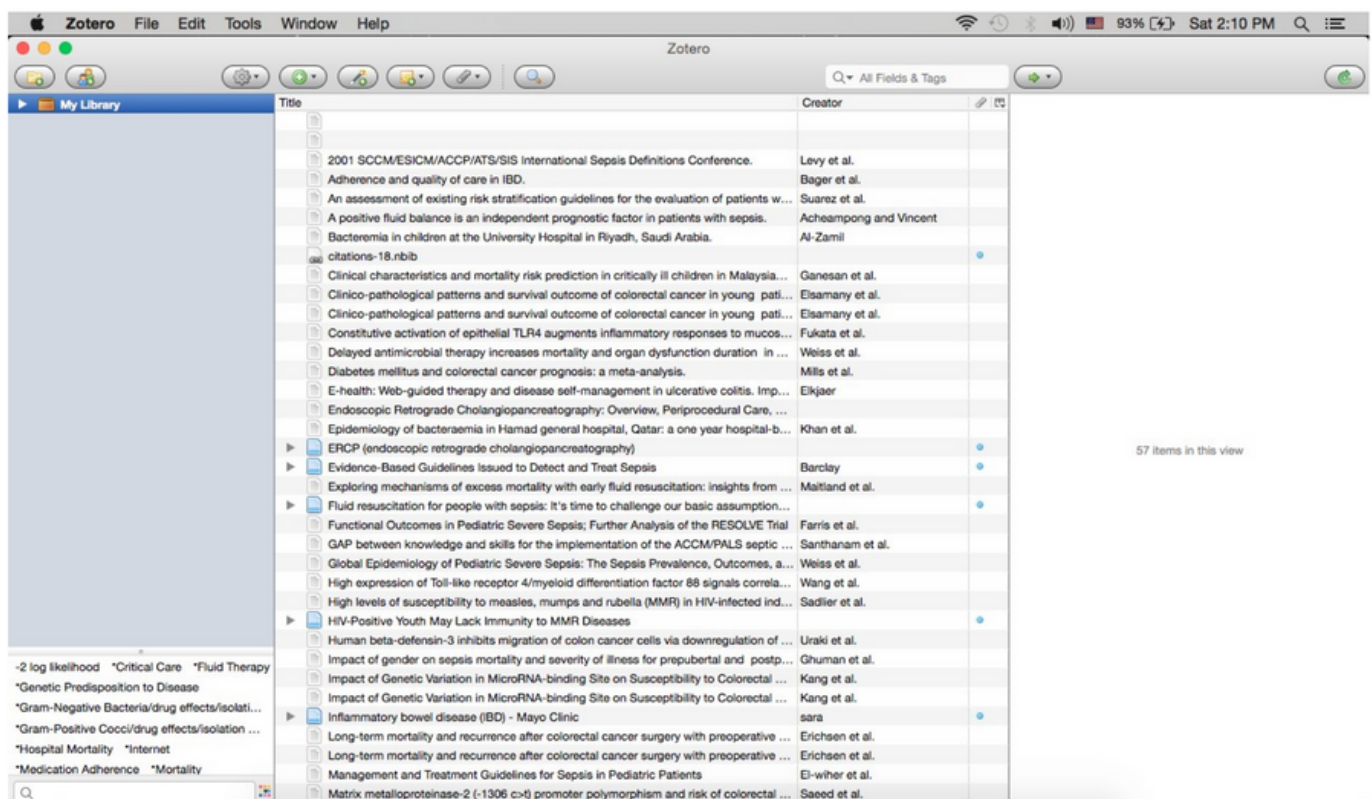 Zotero File Edit Tools Window Help 93% Sat 2:10 PM
Zotero
All Fields & Tags
My Library
Title Creator
2001 SCCM/ESICM/ACCP/ATS/SIS International Sepsis Definitions Conference. Levy et al.
Adherence and quality of care in IBD. Bager et al.
An assessment of existing risk stratification guidelines for the evaluation of patients w... Suarez et al.
A positive fluid balance is an independent prognostic factor in patients with sepsis. Acheampong and Vincent
Bacteremia in children at the University Hospital in Riyadh, Saudi Arabia. Al-Zamil
citations-18.nbib
Clinical characteristics and mortality risk prediction in critically ill children in Malaysia... Ganesan et al.
Clinico-pathological patterns and survival outcome of colorectal cancer in young pati... Elsamany et al.
Clinico-pathological patterns and survival outcome of colorectal cancer in young pati... Elsamany et al.
Constitutive activation of epithelial TLR4 augments inflammatory responses to mucos... Fukata et al.
Delayed antimicrobial therapy increases mortality and organ dysfunction duration in ... Weiss et al.
Diabetes mellitus and colorectal cancer prognosis: a meta-analysis. Mills et al.
E-health: Web-guided therapy and disease self-management in ulcerative colitis. Imp... Elkjaer
Endoscopic Retrograde Cholangiopancreatography: Overview, Periprocedural Care, ...
Epidemiology of bacteraemia in Hamad general hospital, Qatar: a one year hospital-b... Khan et al.
ERCP (endoscopic retrograde cholangiopancreatography)
Evidence-Based Guidelines Issued to Detect and Treat Sepsis Barclay
Exploring mechanisms of excess mortality with early fluid resuscitation: insights from ... Maitland et al.
Fluid resuscitation for people with sepsis: It's time to challenge our basic assumption...
Functional Outcomes in Pediatric Severe Sepsis; Further Analysis of the RESOLVE Trial Farris et al.
GAP between knowledge and skills for the implementation of the ACCM/PALS septic ... Santhanam et al.
Global Epidemiology of Pediatric Severe Sepsis: The Sepsis Prevalence, Outcomes, a... Weiss et al.
High expression of Toll-like receptor 4/myeloid differentiation factor 88 signals correla... Wang et al.
High levels of susceptibility to measles, mumps and rubella (MMR) in HIV-infected ind... Sadlier et al.
HIV-Positive Youth May Lack Immunity to MMR Diseases
Human beta-defensin-3 inhibits migration of colon cancer cells via downregulation of ... Uraki et al.
Impact of gender on sepsis mortality and severity of illness for prepubertal and postp... Ghuman et al.
Impact of Genetic Variation in MicroRNA-binding Site on Susceptibility to Colorectal ... Kang et al.
Impact of Genetic Variation in MicroRNA-binding Site on Susceptibility to Colorectal ... Kang et al.
Inflammatory bowel disease (IBD) - Mayo Clinic sara
Long-term mortality and recurrence after colorectal cancer surgery with preoperative ... Erichsen et al.
Long-term mortality and recurrence after colorectal cancer surgery with preoperative ... Erichsen et al.
Management and Treatment Guidelines for Sepsis in Pediatric Patients El-wiher et al.
Matrix metalloproteinase-2 (-1306 c>t) promoter polymorphism and risk of colorectal ... Saeed et al.
-2 log likelihood *Critical Care *Fluid Therapy
*Genetic Predisposition to Disease
*Gram-Negative Bacteria/drug effects/isolati...
*Gram-Positive Cocci/drug effects/isolation ...
*Hospital Mortality *Internet
*Medication Adherence *Mortality
57 items in this view